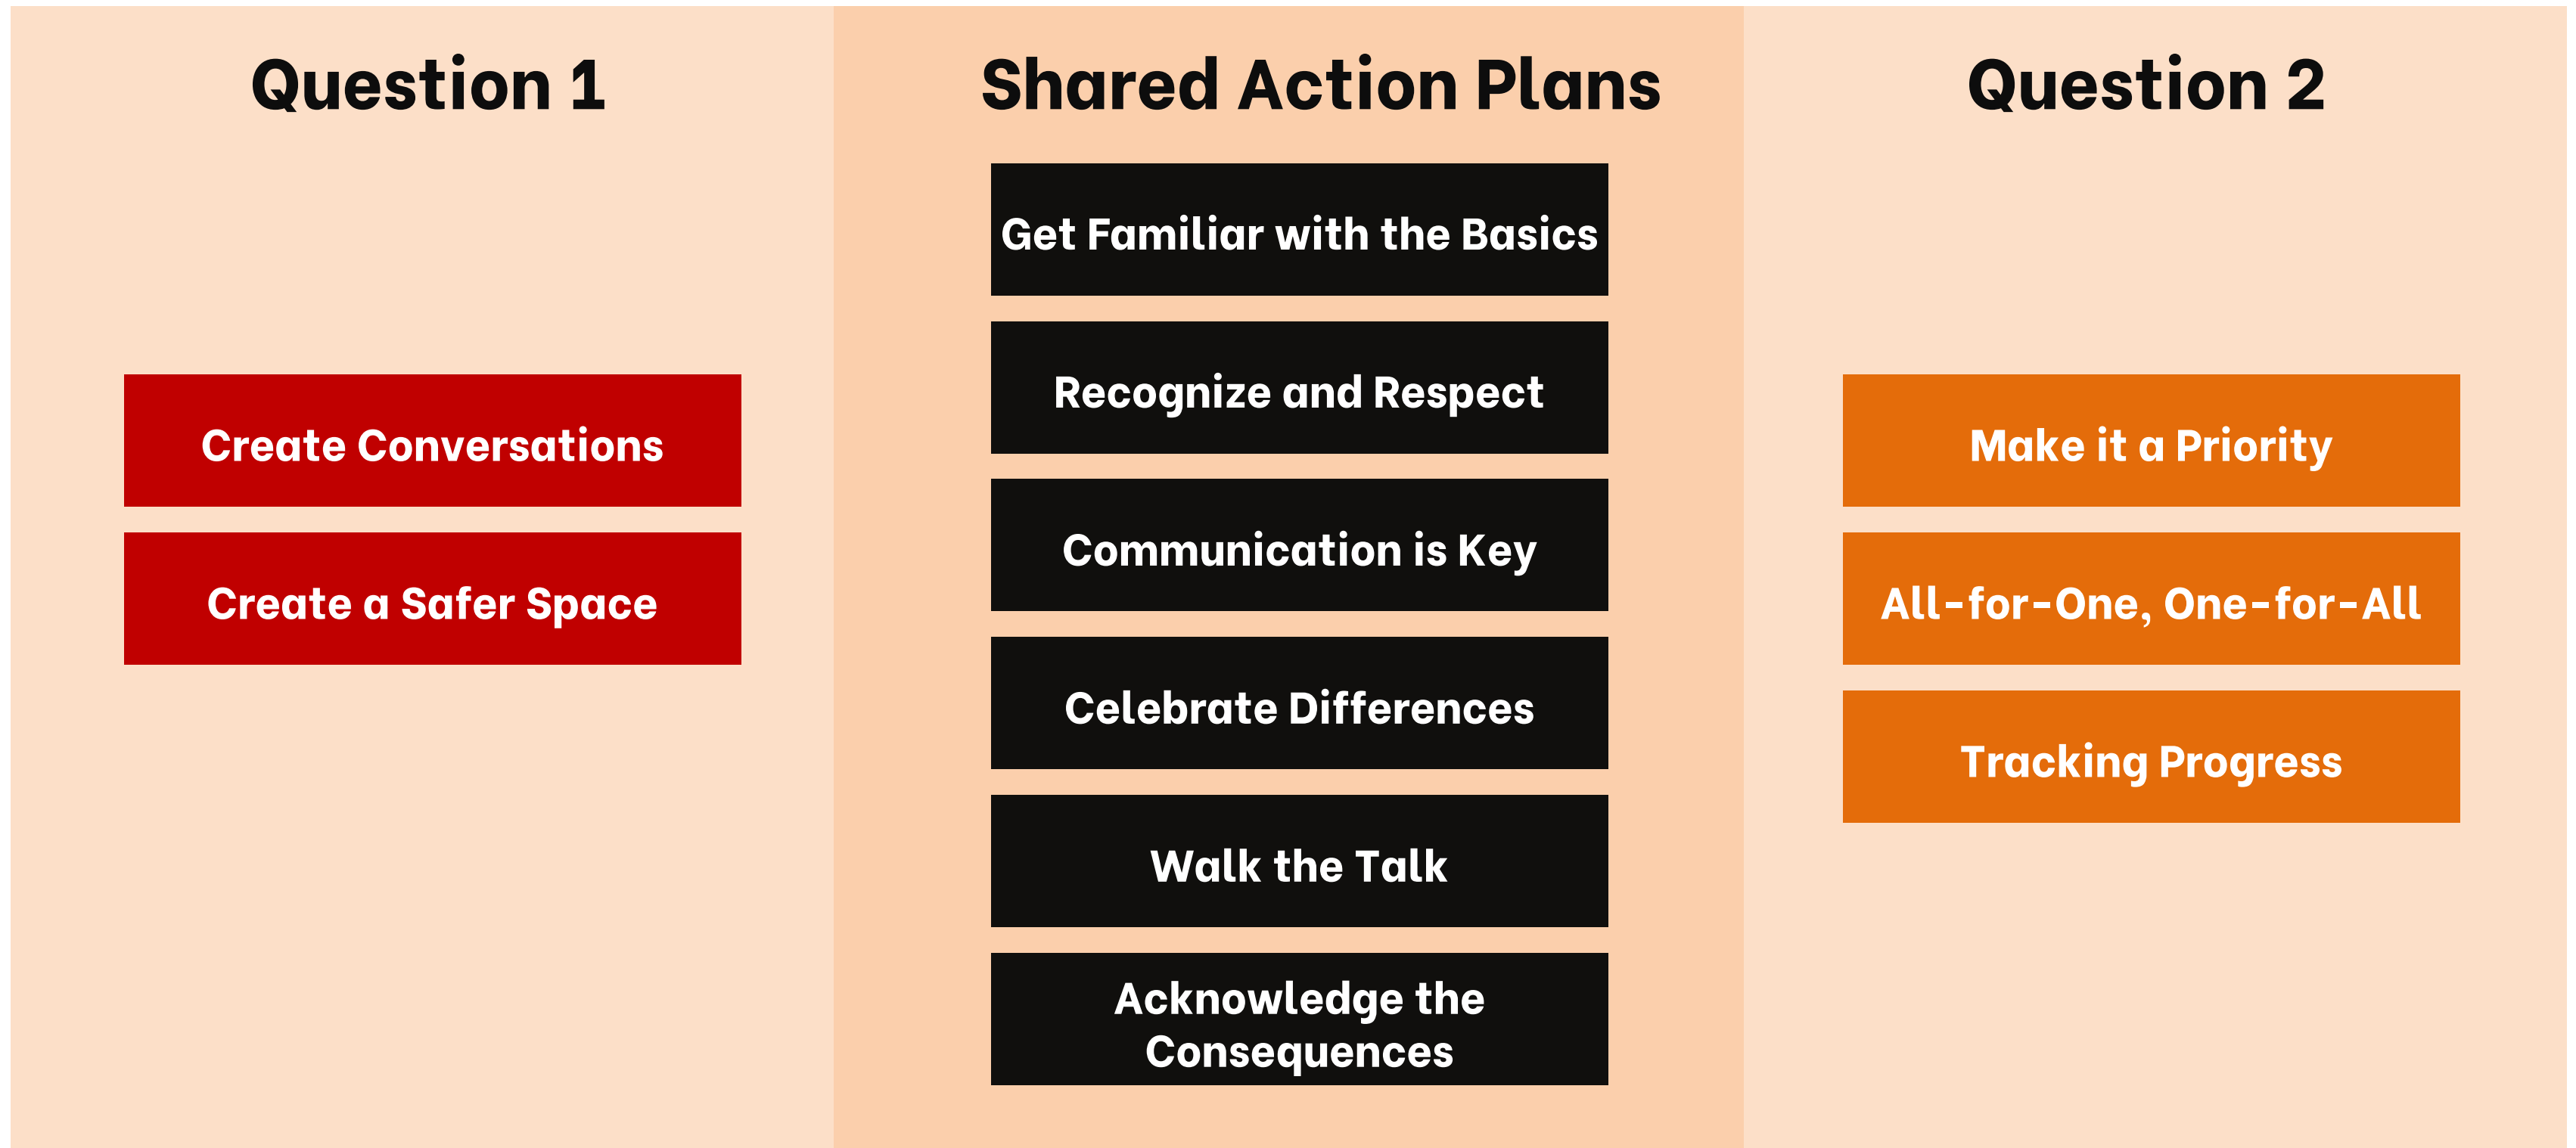 Question 1
Create Conversations
Create a Safer Space
Shared Action Plans
Get Familiar with the Basics
Recognize and Respect
Communication is Key
Celebrate Differences
Walk the Talk
Acknowledge the
Consequences
Question 2
Make it a Priority
All-for-One, One-for-All
Tracking Progress